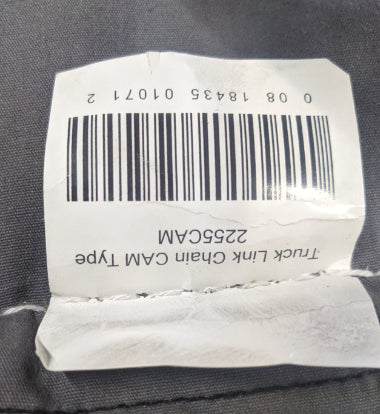 Truck Link Chain CAM Type
2255CAM
0 08 18435 01071 2